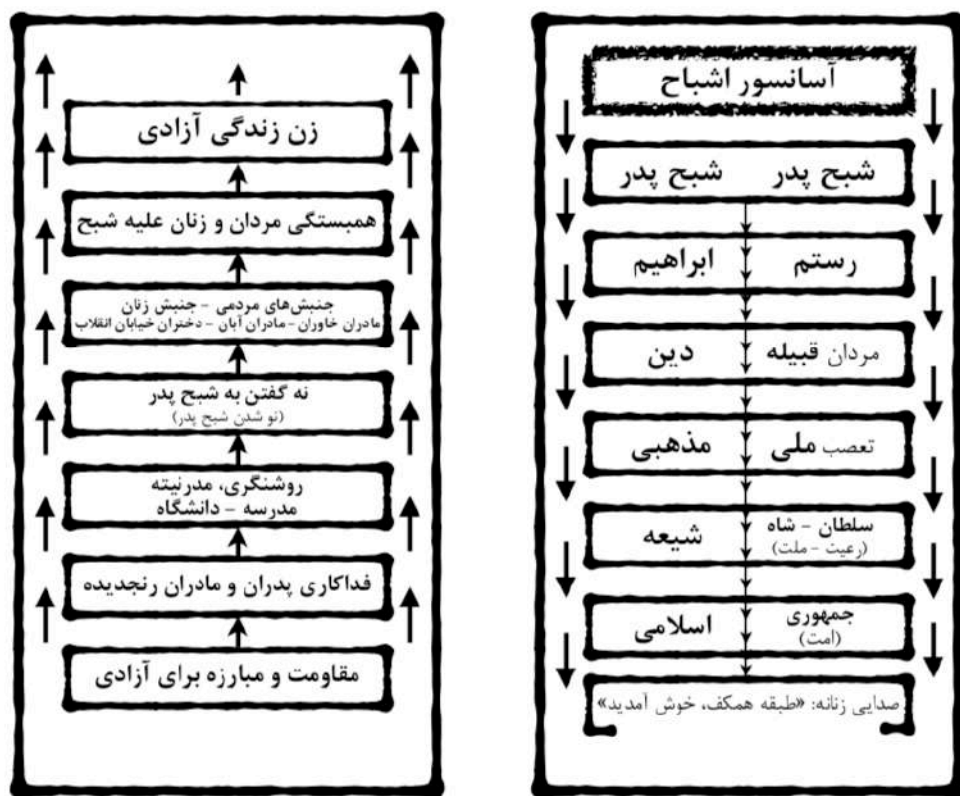 آسانسور اشباح
شبح پدر شبح پدر
رستم ابراهیم
مردان قبیله دین
تعصب ملی مذهبی
سلطان - شاه
(رعیت - ملت)
شیعه
جمهوری
(امت)
اسلامی
صدایی زنانه: «طبقه همکف، خوش آمدید»
زن زندگی آزادی
همبستگی مردان و زنان علیه شبح
جنبش‌های مردمی - جنبش زنان
مادران خاوران - مادران آبان - دختران خیابان انقلاب
نه گفتن به شبح پدر
(نو شدن شبح پدر)
روشنگری، مدرنیته
مدرسه - دانشگاه
فداکاری پدران و مادران رنجدیده
مقاومت و مبارزه برای آزادی